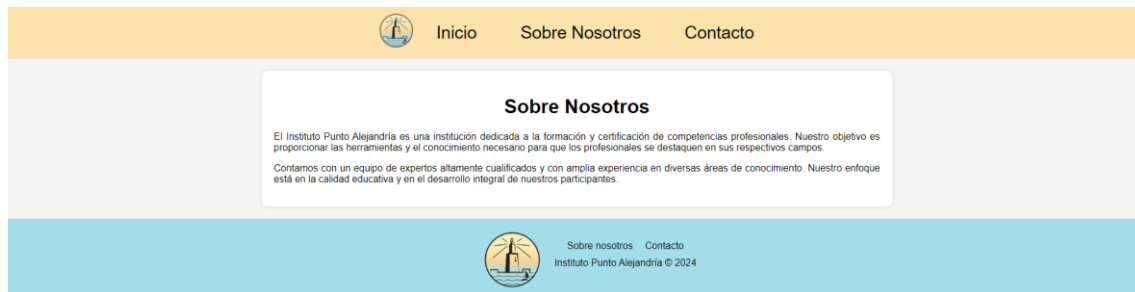 Inicio Sobre Nosotros Contacto
Sobre Nosotros
El Instituto Punto Alejandría es una institución dedicada a la formación y certificación de competencias profesionales. Nuestro objetivo es
proporcionar las herramientas y el conocimiento necesario para que los profesionales se destaquen en sus respectivos campos.
Contamos con un equipo de expertos altamente cualificados y con amplia experiencia en diversas áreas de conocimiento. Nuestro enfoque
está en la calidad educativa y en el desarrollo integral de nuestros participantes.
Sobre nosotros Contacto
Instituto Punto Alejandría © 2024